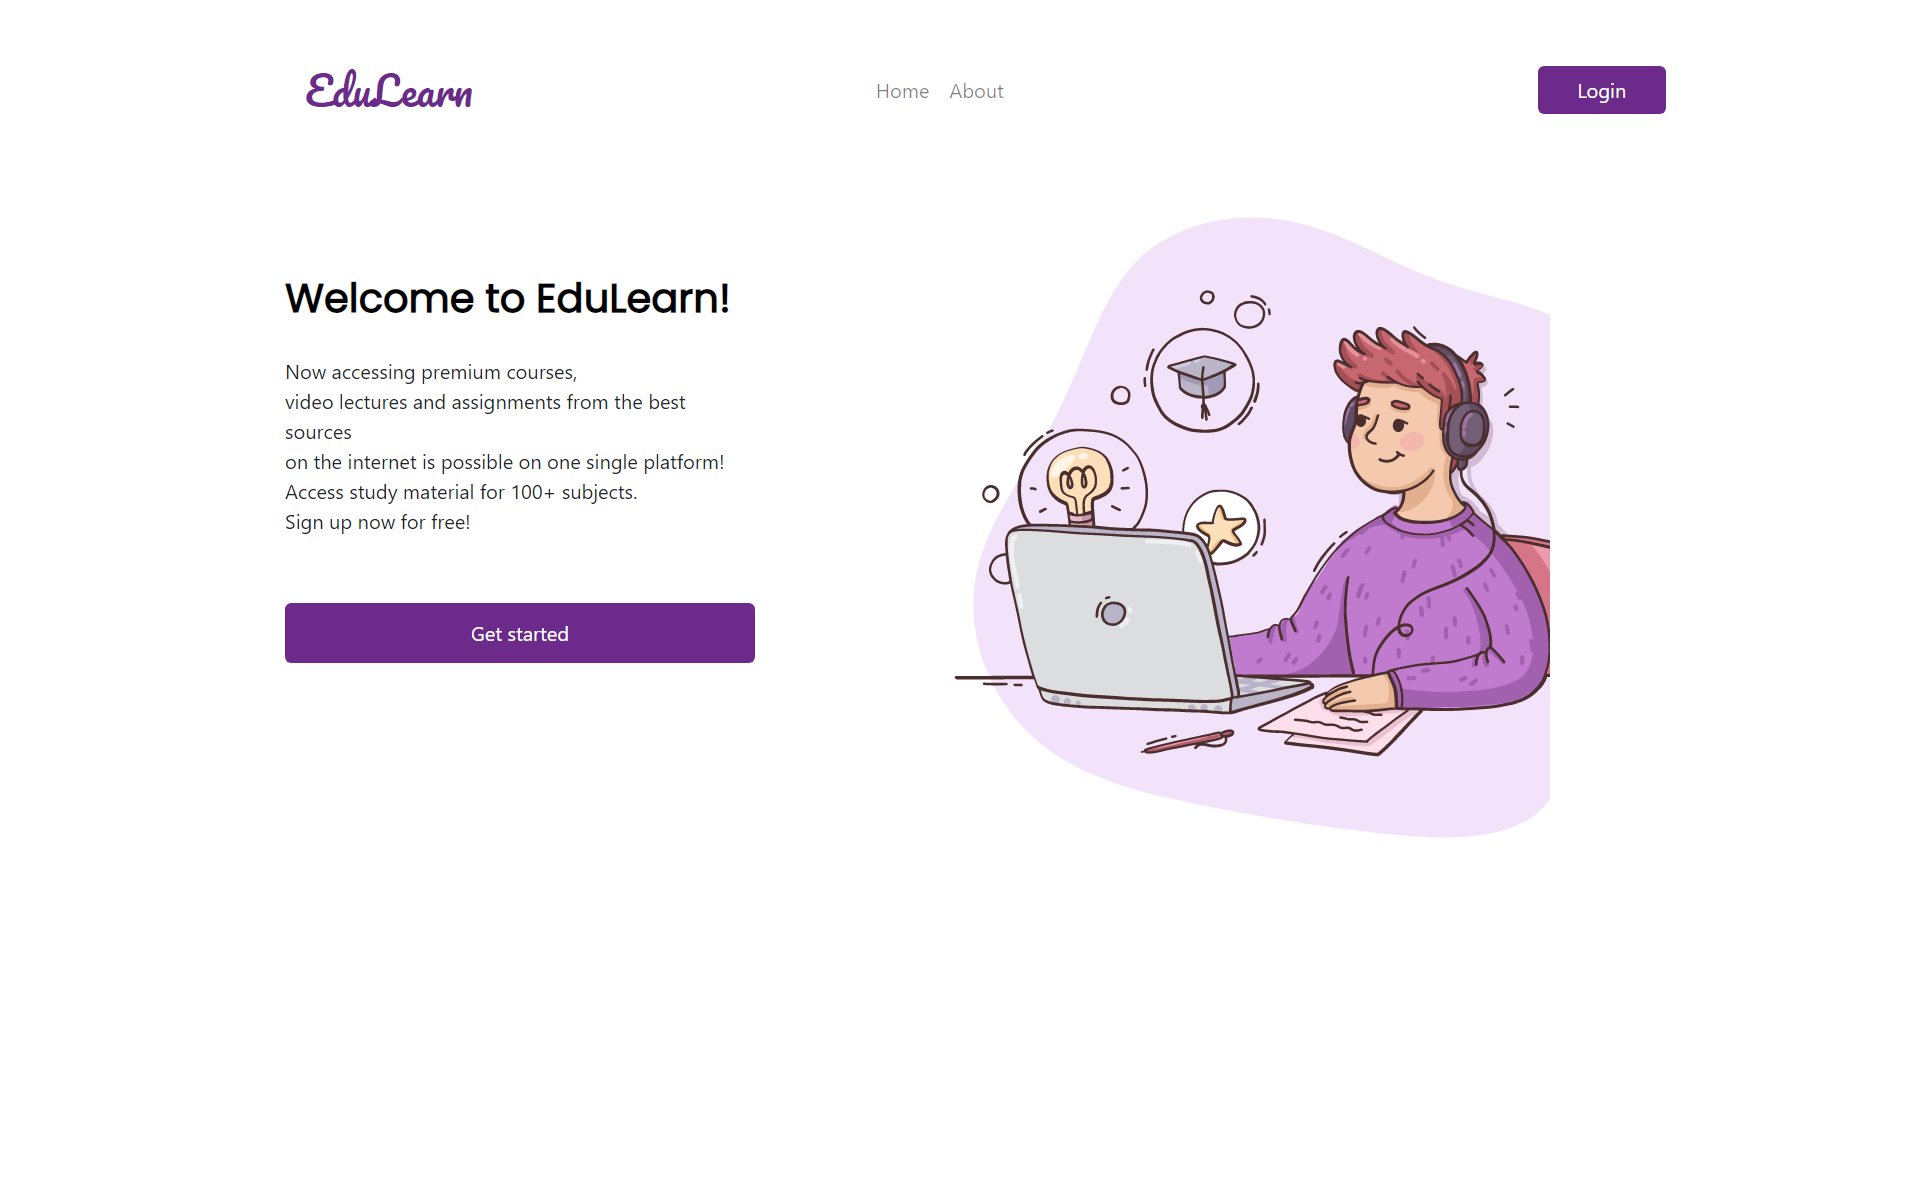 EduLearn
Home About
Login
Welcome to EduLearn!
Now accessing premium courses,
video lectures and assignments from the best
sources
on the internet is possible on one single platform!
Access study material for 100+ subjects.
Sign up now for free!
Get started